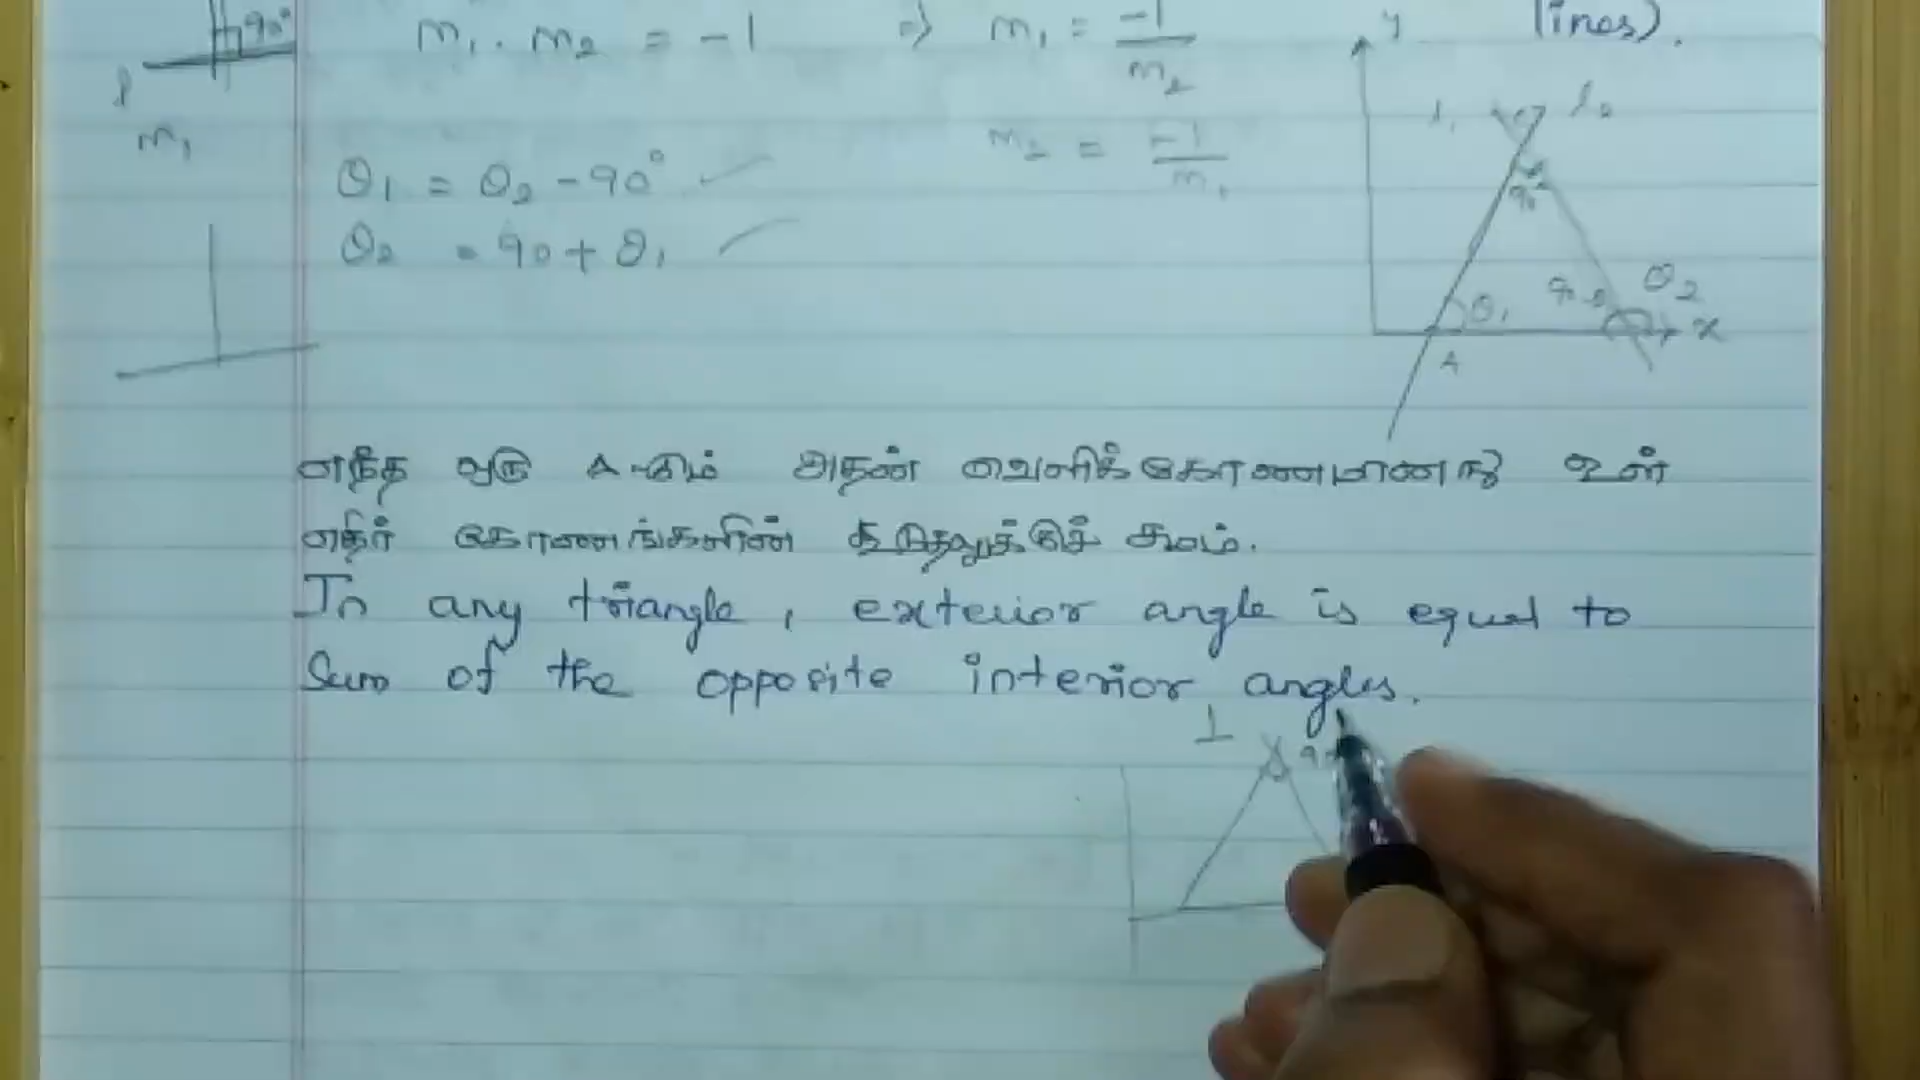 90° m₁ . m₂ = -1 ⇒ m₁ = -1/m₂ y lines).
l l₁ l₂
m₁ m₂ = -1/m₁
θ₁ = θ₂ - 90° 90°
θ₂ = 90 + θ₁ θ₁ θ₂ x
A
எந்த ஒரு Δ-லும் அதன் வெளிக்கோணமானது உள்
எதிர் கோணங்களின் கூடுதலுக்குச் சமம்.
In any triangle, exterior angle is equal to
Sum of the opposite interior angles.
⊥